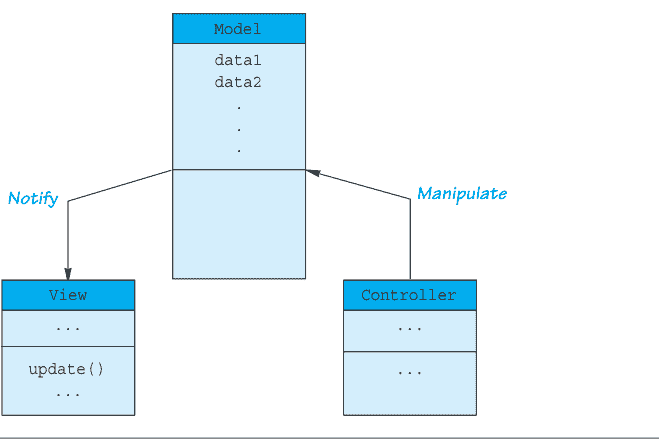 Model
data1
data2
.
.
.
Notify
Manipulate
View
...
update()
...
Controller
...
...